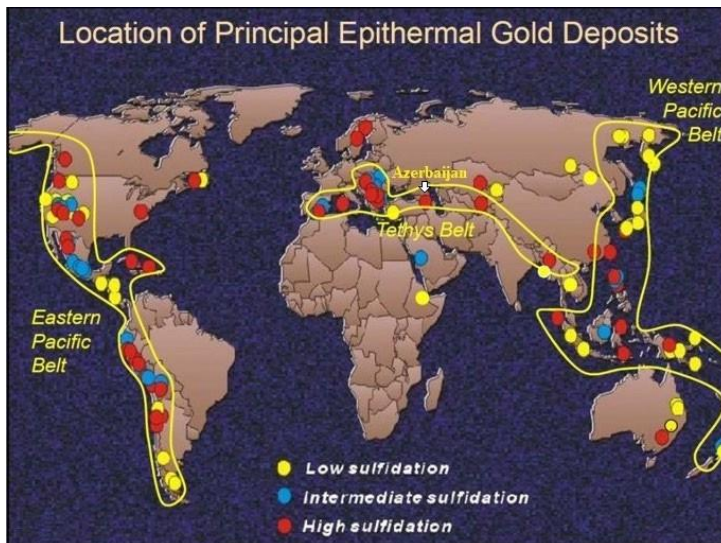 Location of Principal Epithermal Gold Deposits
Western
Pacific
Belt
Azerbaijan
Tethys Belt
Eastern
Pacific
Belt
Low sulfidation
Intermediate sulfidation
High sulfidation